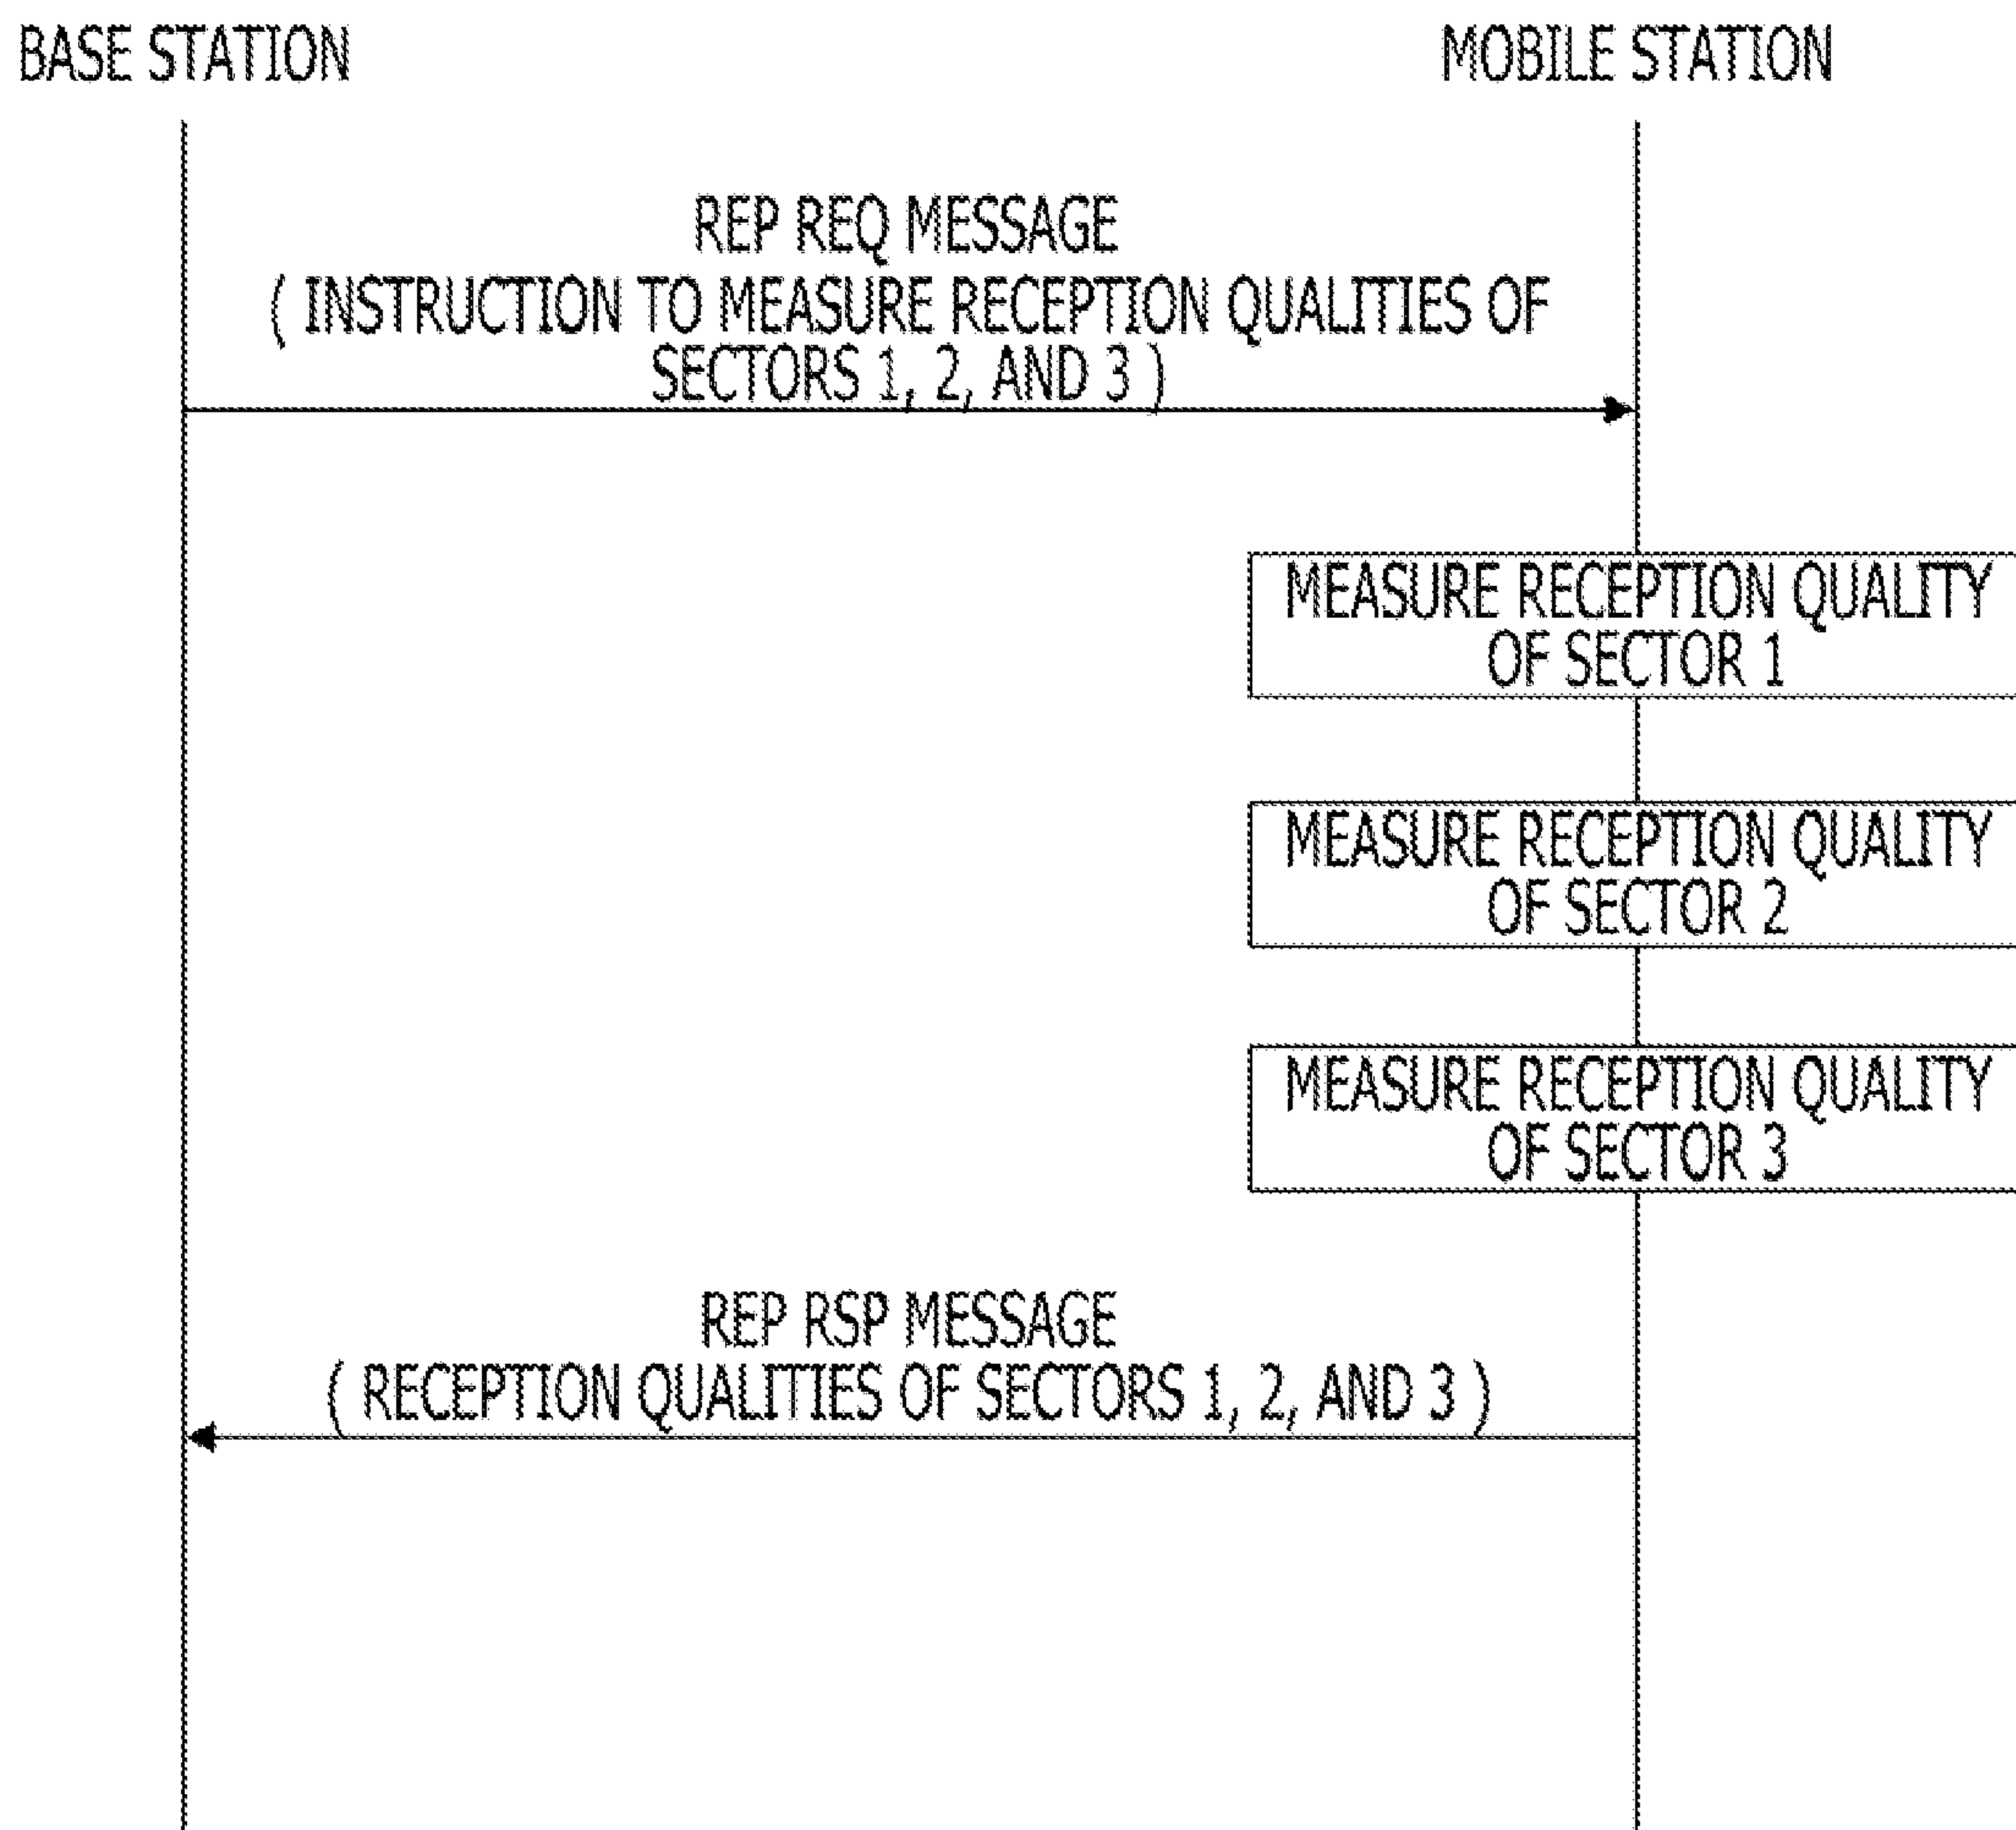 BASE STATION
MOBILE STATION
REP REQ MESSAGE
( INSTRUCTION TO MEASURE RECEPTION QUALITIES OF
SECTORS 1, 2, AND 3 )
MEASURE RECEPTION QUALITY
OF SECTOR 1
MEASURE RECEPTION QUALITY
OF SECTOR 2
MEASURE RECEPTION QUALITY
OF SECTOR 3
REP RSP MESSAGE
( RECEPTION QUALITIES OF SECTORS 1, 2, AND 3 )